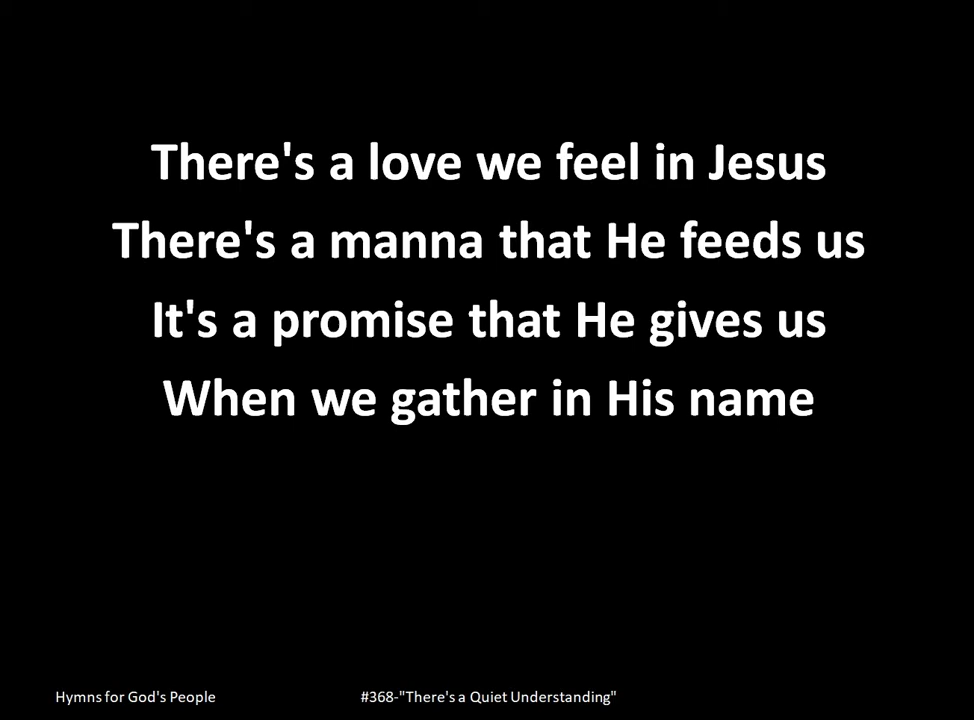 There's a love we feel in Jesus
There's a manna that He feeds us
It's a promise that He gives us
When we gather in His name
Hymns for God's People
#368-"There's a Quiet Understanding"